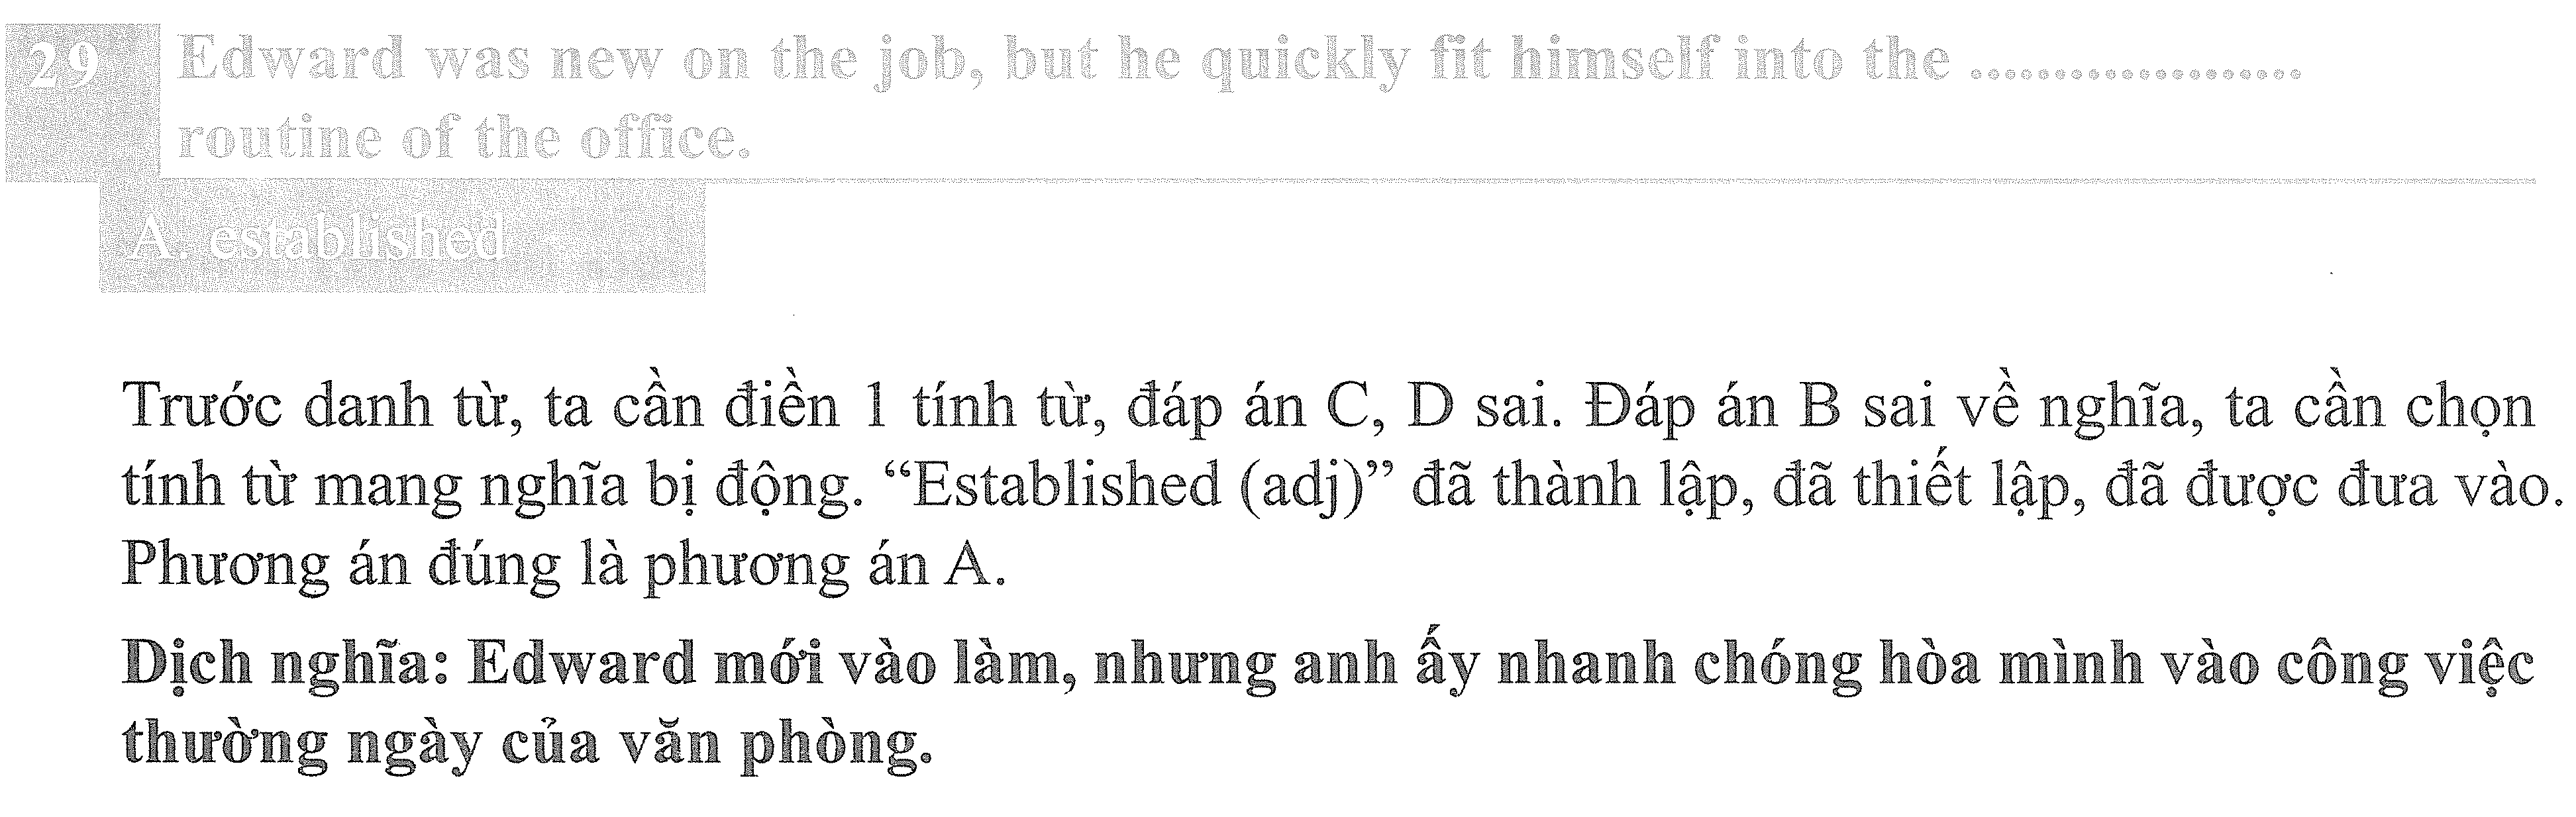 29 Edward was new on the job, but he quickly fit himself into the ....................
routine of the office.
A. established
Trước danh từ, ta cần điền 1 tính từ, đáp án C, D sai. Đáp án B sai về nghĩa, ta cần chọn
tính từ mang nghĩa bị động. “Established (adj)” đã thành lập, đã thiết lập, đã được đưa vào.
Phương án đúng là phương án A.
Dịch nghĩa: Edward mới vào làm, nhưng anh ấy nhanh chóng hòa mình vào công việc
thường ngày của văn phòng.